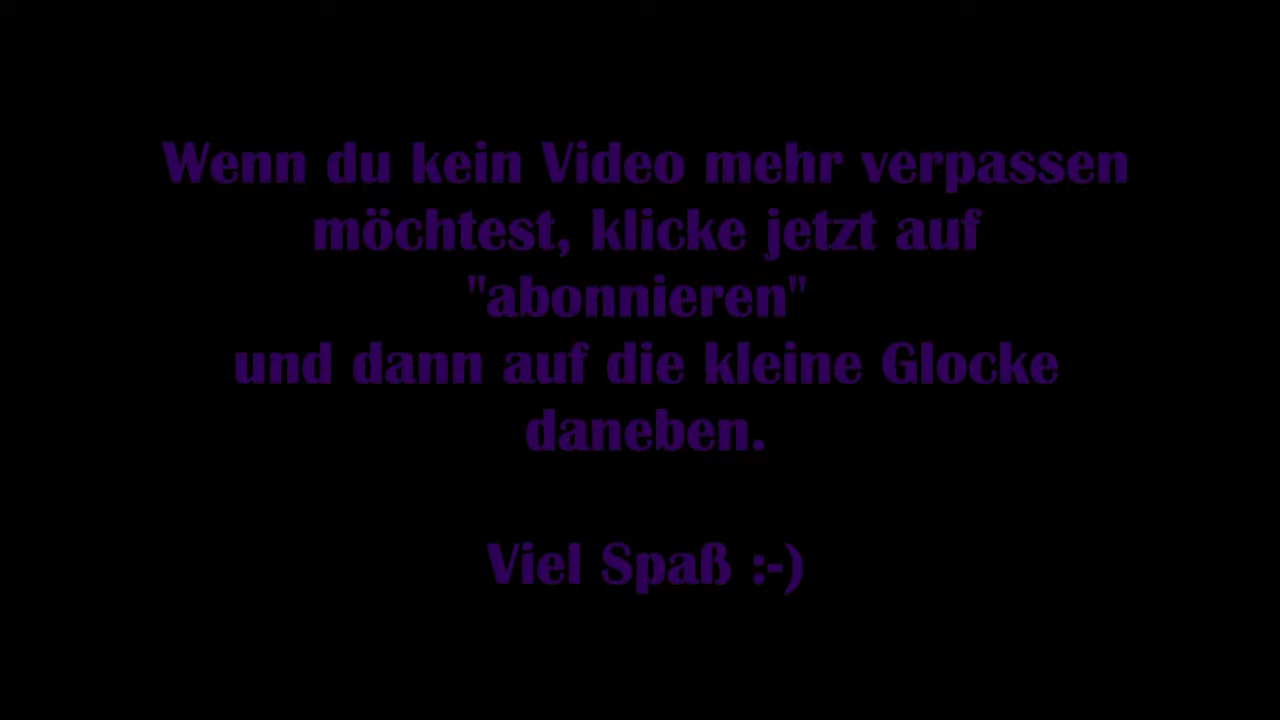 Wenn du kein Video mehr verpassen
möchtest, klicke jetzt auf
"abonnieren"
und dann auf die kleine Glocke
daneben.
Viel Spaß :-)